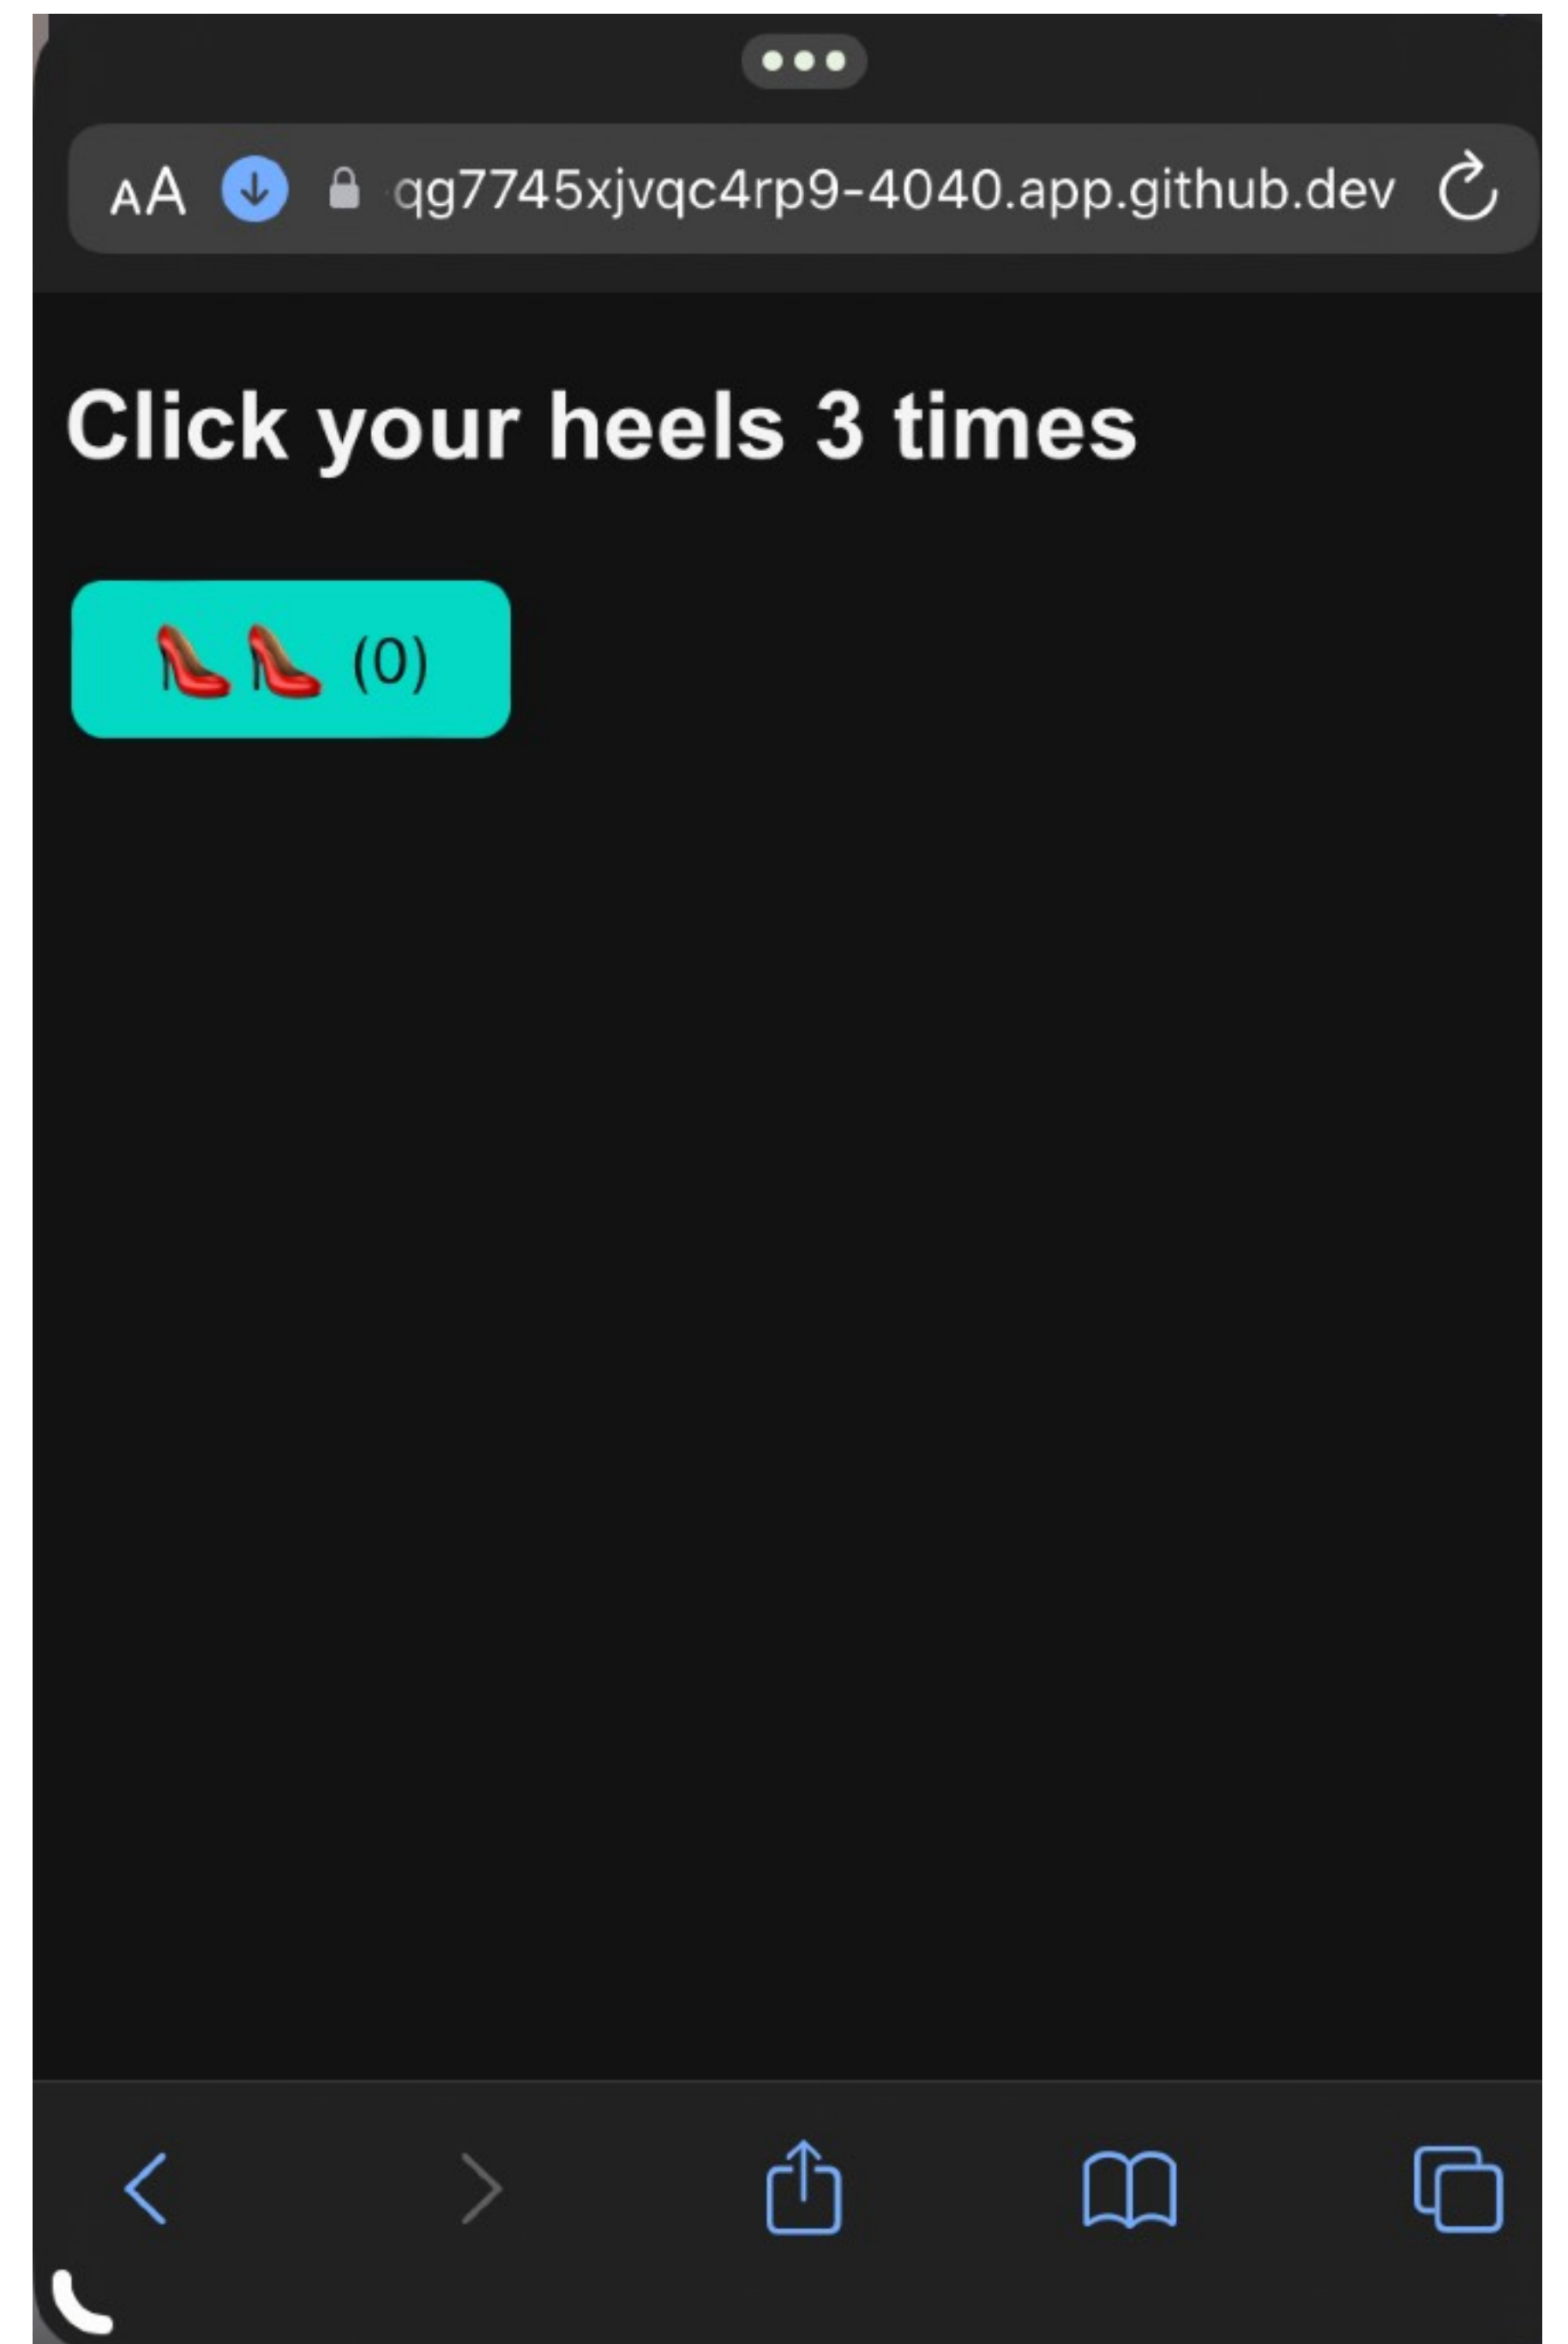 AA qg7745xjvqc4rp9-4040.app.github.dev
Click your heels 3 times
👠👠 (0)